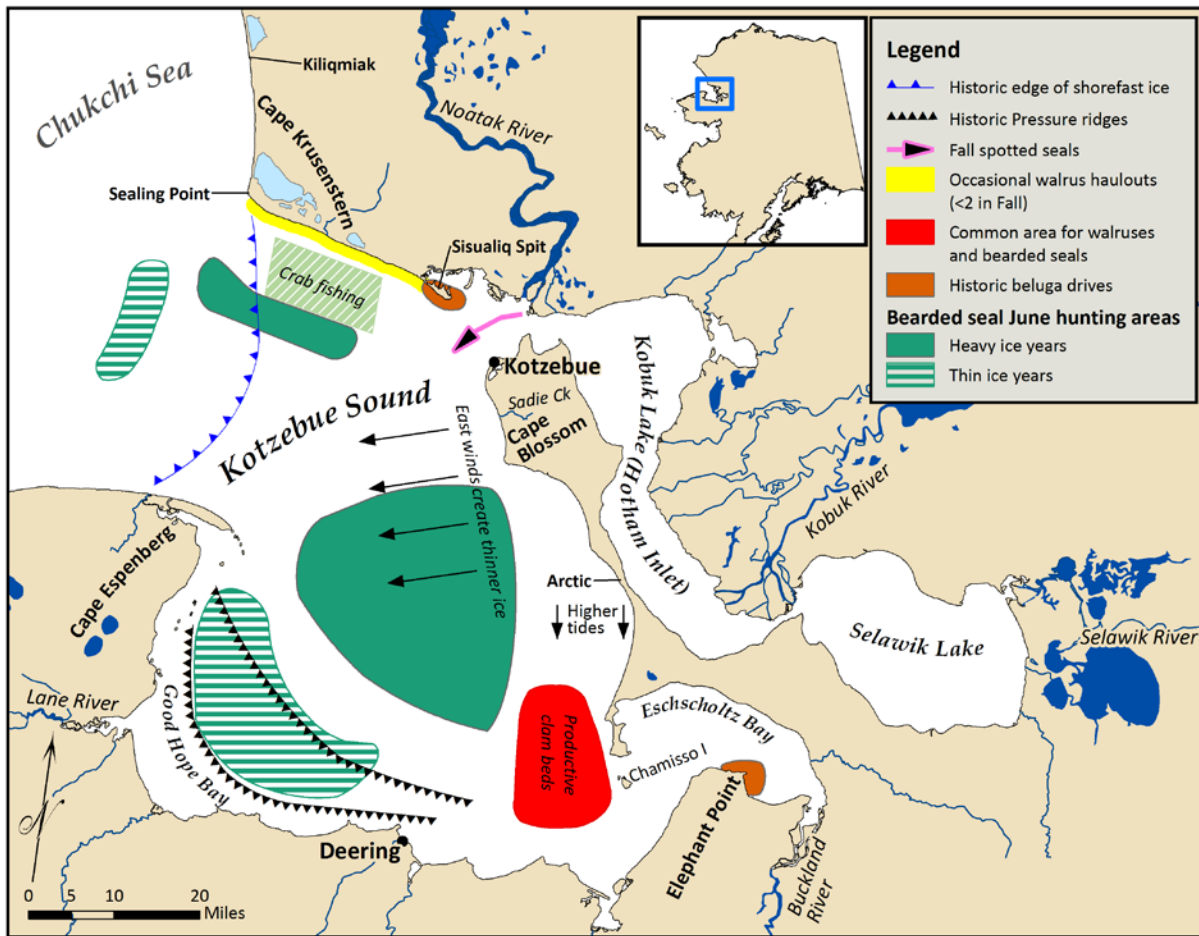 Chukchi Sea
Kiliqmiak
Cape Krusenstern
Sealing Point
Noatak River
Sisualiq Spit
Crab fishing
Kotzebue
Sadie Ck
Cape
Blossom
Kotzebue Sound
East winds create thinner ice
Kobuk Lake (Hotham Inlet)
Kobuk River
Cape Espenberg
Arctic
Higher
tides
Selawik Lake
Selawik River
Lane River
Good Hope Bay
Productive
clam beds
Eschscholtz Bay
Chamisso I
Elephant Point
Buckland
River
Deering
N
0 5 10 20
Miles
Legend
Historic edge of shorefast ice
Historic Pressure ridges
Fall spotted seals
Occasional walrus haulouts
(<2 in Fall)
Common area for walruses
and bearded seals
Historic beluga drives
Bearded seal June hunting areas
Heavy ice years
Thin ice years